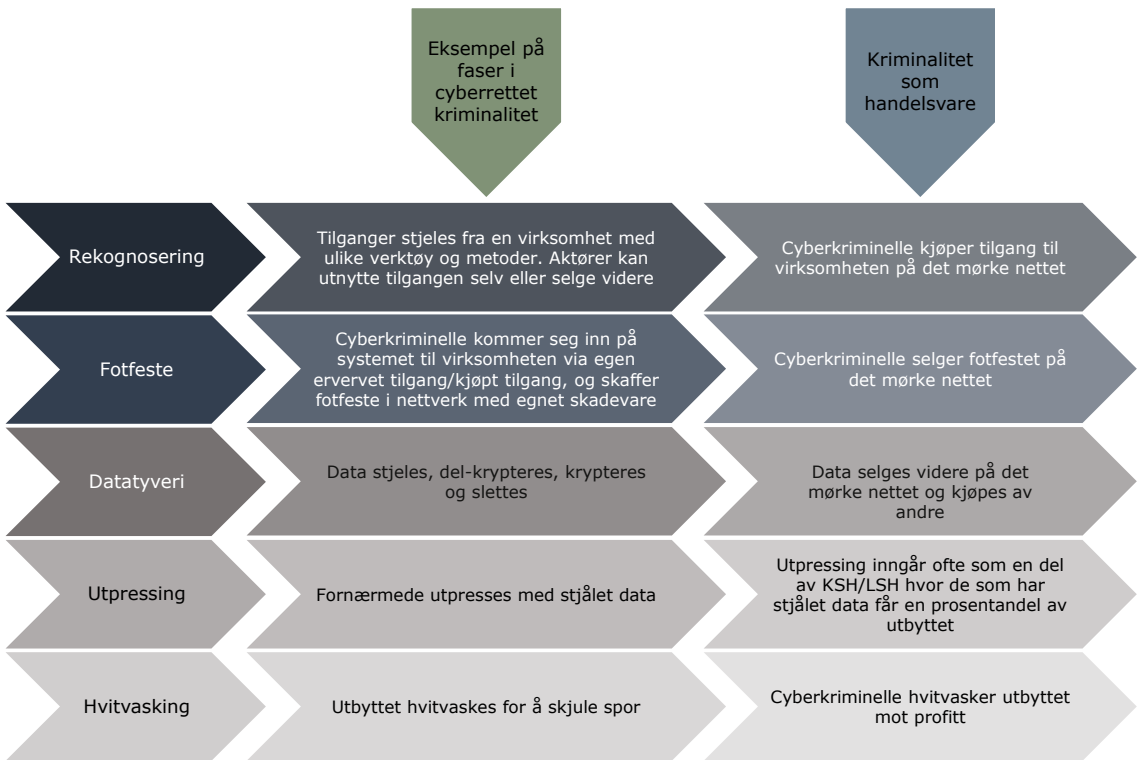 Eksempel på
faser i
cyberrettet
kriminalitet
Kriminalitet
som
handelsvare
Rekognosering
Tilganger stjeles fra en virksomhet med
ulike verktøy og metoder. Aktører kan
utnytte tilgangen selv eller selge videre
Cyberkriminelle kjøper tilgang til
virksomheten på det mørke nettet
Fotfeste
Cyberkriminelle kommer seg inn på
systemet til virksomheten via egen
ervervet tilgang/kjøpt tilgang, og skaffer
fotfeste i nettverk med egnet skadevare
Cyberkriminelle selger fotfestet på
det mørke nettet
Datatyveri
Data stjeles, del-krypteres, krypteres
og slettes
Data selges videre på det
mørke nettet og kjøpes av
andre
Utpressing
Fornærmede utpresses med stjålet data
Utpressing inngår ofte som en del
av KSH/LSH hvor de som har
stjålet data får en prosentandel av
utbyttet
Hvitvasking
Utbyttet hvitvaskes for å skjule spor
Cyberkriminelle hvitvasker utbyttet
mot profitt